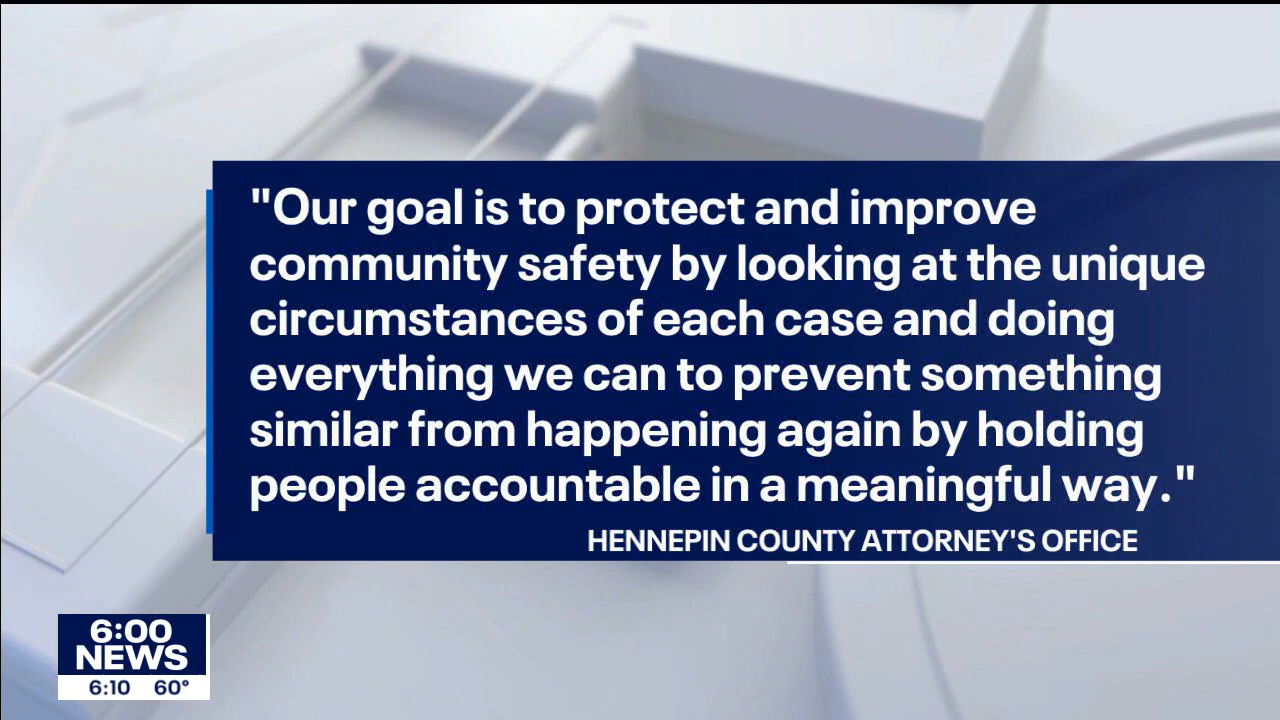 "Our goal is to protect and improve
community safety by looking at the unique
circumstances of each case and doing
everything we can to prevent something
similar from happening again by holding
people accountable in a meaningful way."
HENNEPIN COUNTY ATTORNEY'S OFFICE
6:00
NEWS
6:10 60°